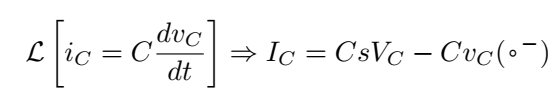 ℒ[i_C = C dv_C/dt] ⇒ I_C = CsV_C − Cv_C(∘⁻)